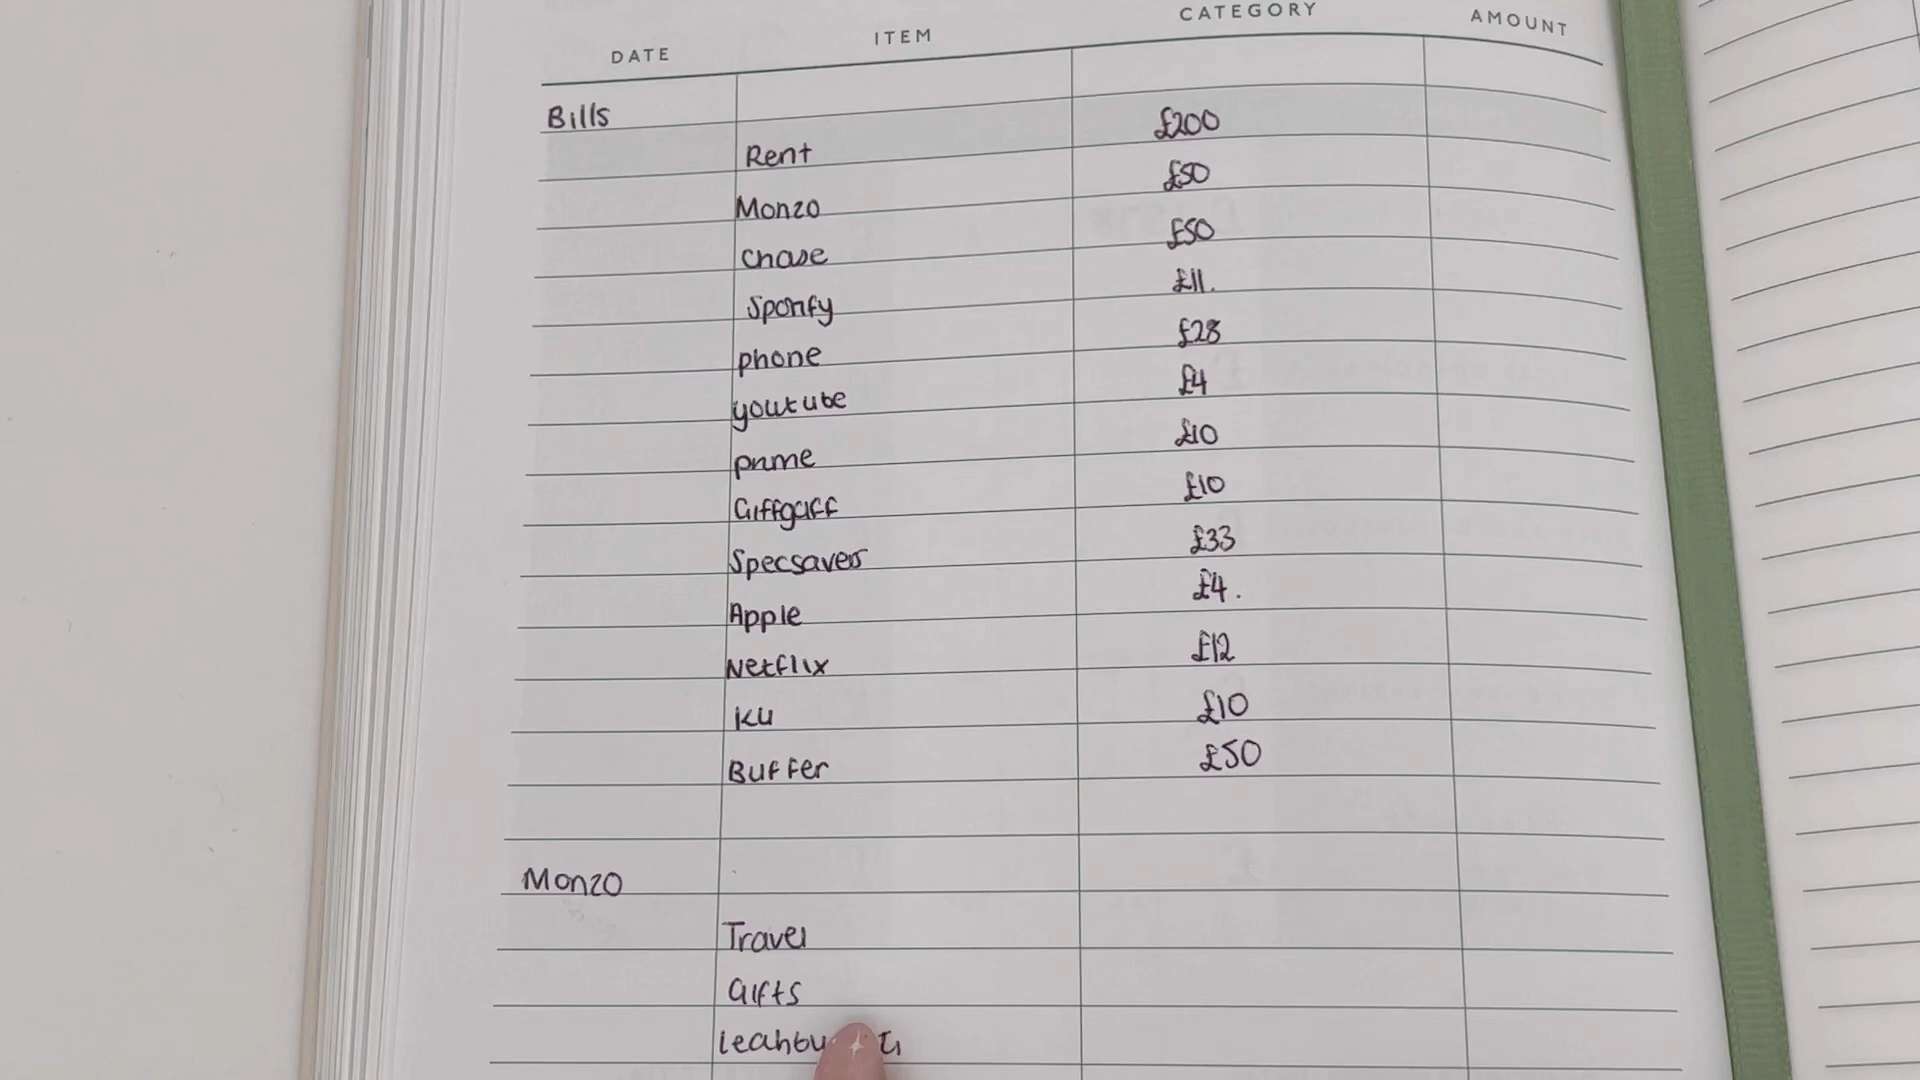 DATE ITEM CATEGORY AMOUNT
Bills
Rent £200
Monzo £50
Chase £50
Spotify £11.
phone £28
youtube £4
prime £10
Giffgaff £10
Specsavers £33
Apple £4.
Netflix £12
KU £10
Buffer £50
Monzo
Travel
Gifts